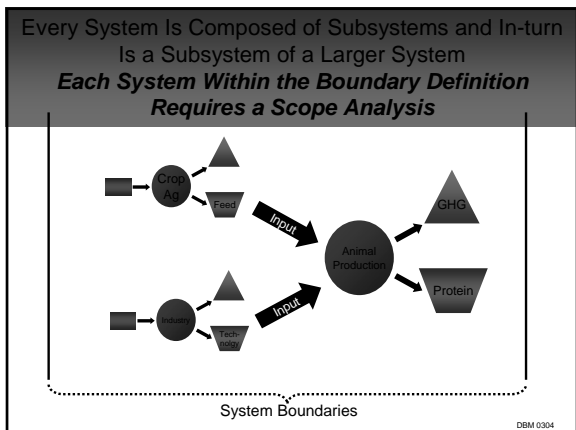 Every System Is Composed of Subsystems and In-turn
Is a Subsystem of a Larger System
Each System Within the Boundary Definition
Requires a Scope Analysis
Crop
Ag
Feed
Input
GHG
Animal
Production
Protein
Industry
Tech-
nolgy
Input
System Boundaries
DBM 0304